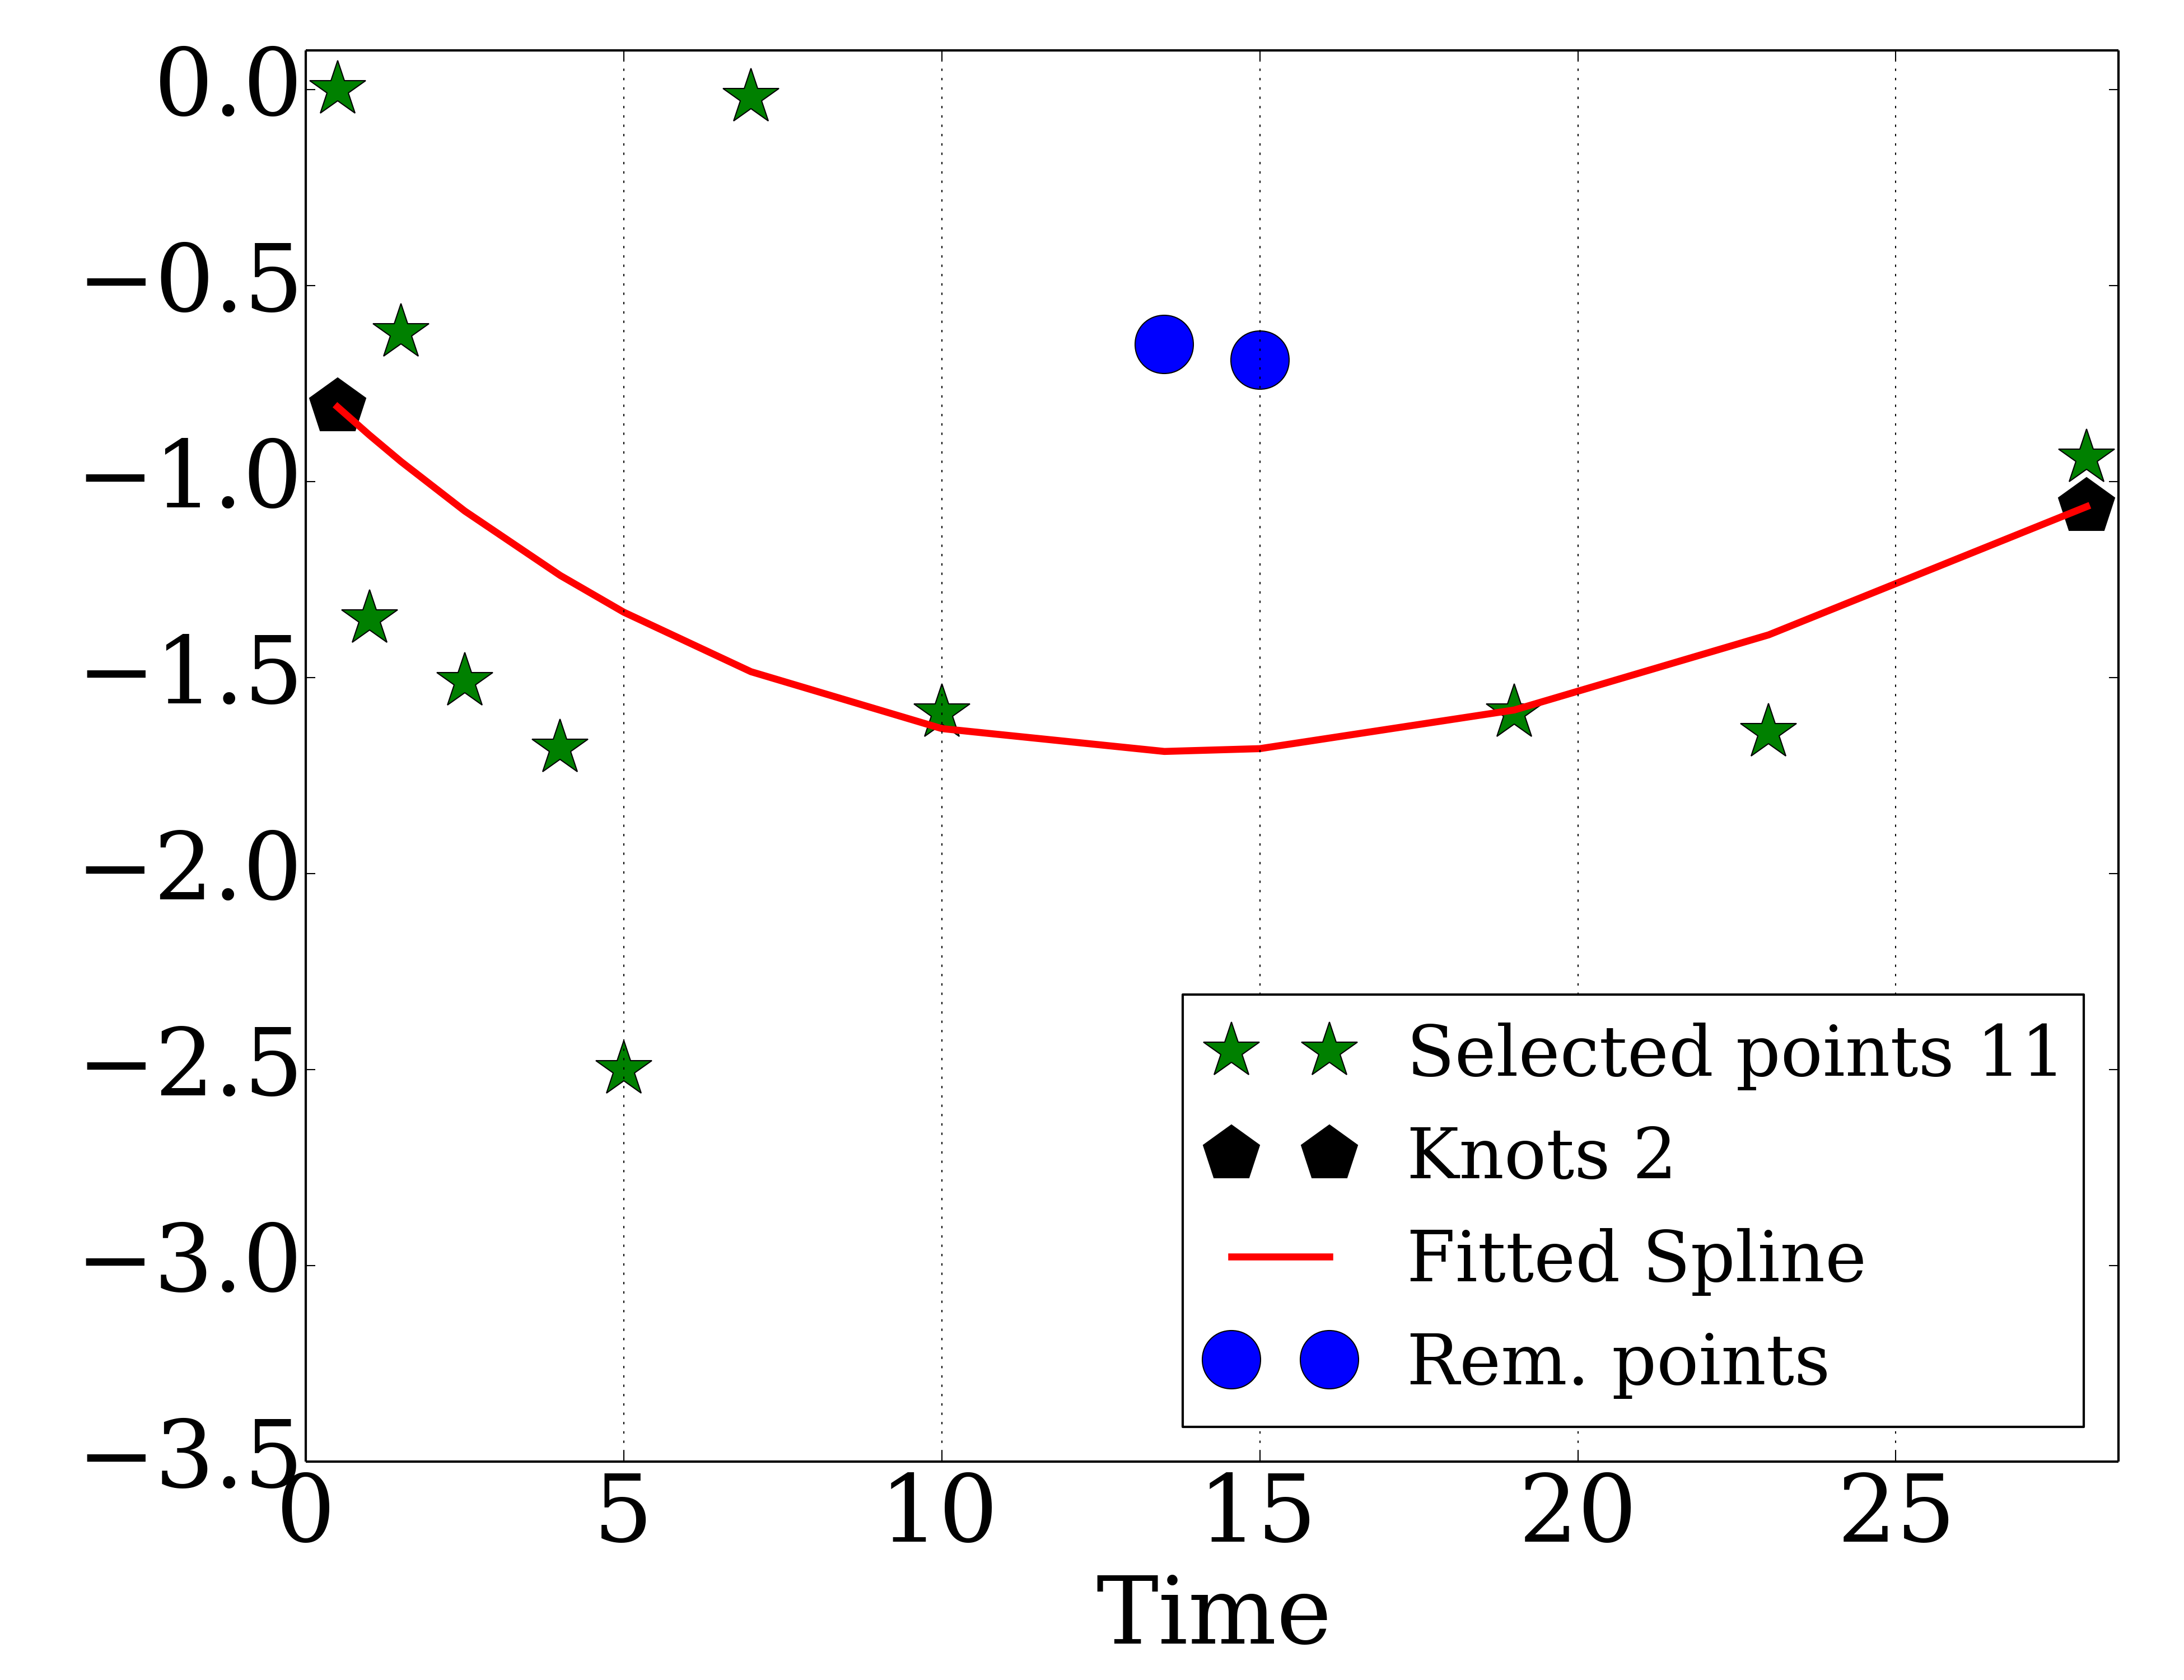 0.0
−0.5
−1.0
−1.5
−2.0
−2.5
−3.0
−3.5
Selected points 11
Knots 2
Fitted Spline
Rem. points
0 5 10 15 20 25
Time